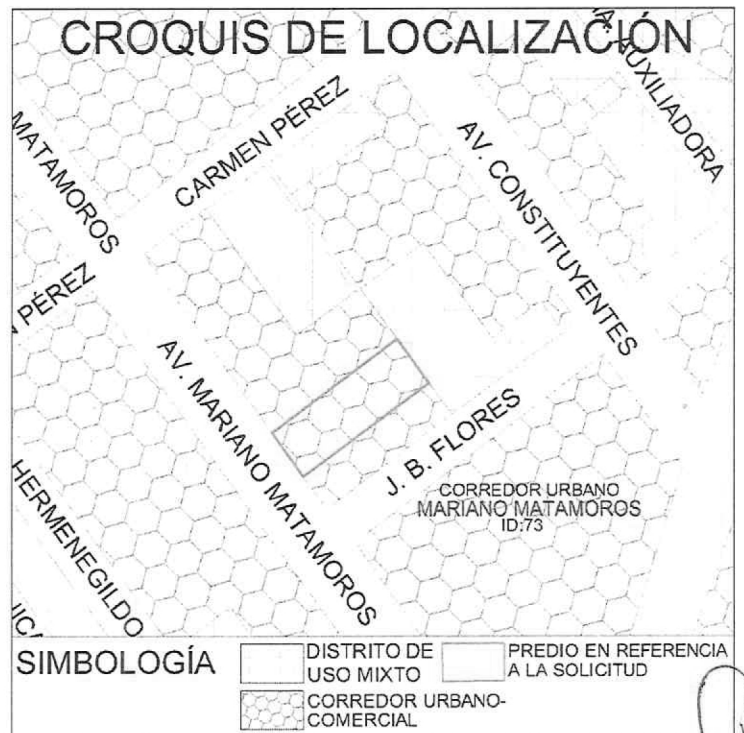 CROQUIS DE LOCALIZACIÓN
MA. AUXILIADORA
MATAMOROS
CARMEN PÉREZ
AV. CONSTITUYENTES
N PÉREZ
AV. MARIANO MATAMOROS
J. B. FLORES
CORREDOR URBANO
MARIANO MATAMOROS
ID:73
HERMENEGILDO
SIMBOLOGÍA
DISTRITO DE
USO MIXTO
PREDIO EN REFERENCIA
A LA SOLICITUD
CORREDOR URBANO-
COMERCIAL